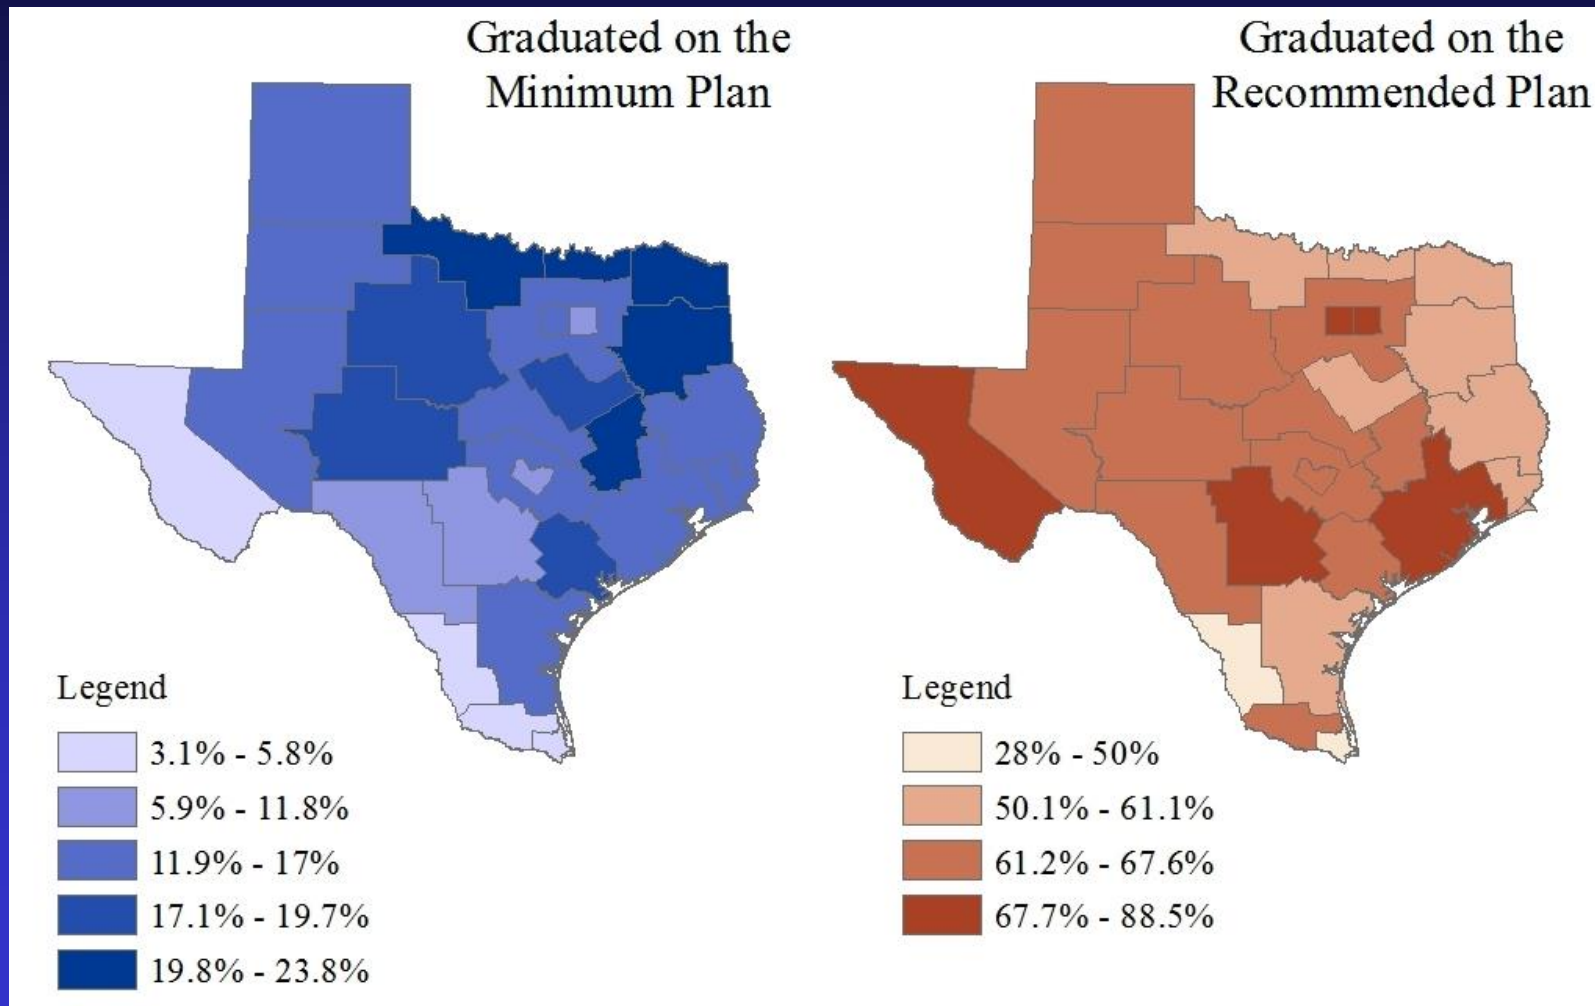 Graduated on the
Minimum Plan
Legend
3.1% - 5.8%
5.9% - 11.8%
11.9% - 17%
17.1% - 19.7%
19.8% - 23.8%
Graduated on the
Recommended Plan
Legend
28% - 50%
50.1% - 61.1%
61.2% - 67.6%
67.7% - 88.5%